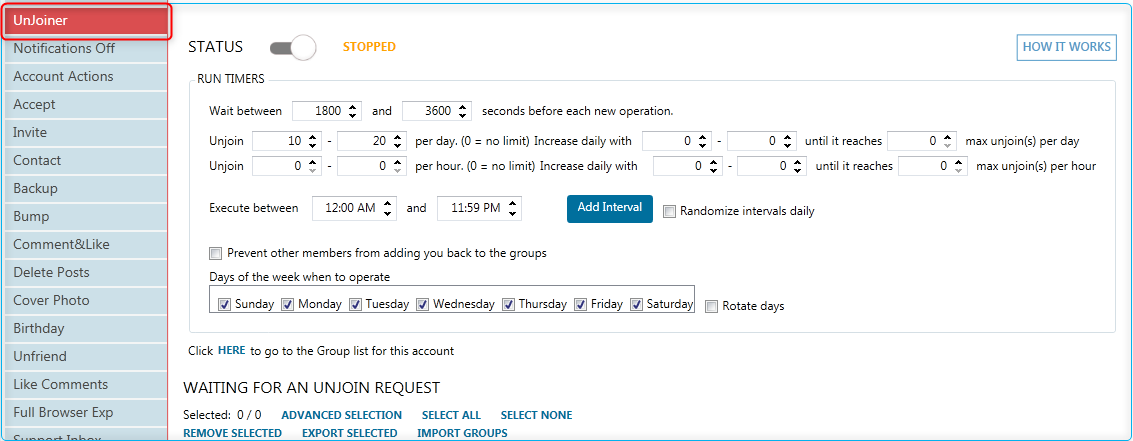 UnJoiner
Notifications Off
Account Actions
Accept
Invite
Contact
Backup
Bump
Comment&Like
Delete Posts
Cover Photo
Birthday
Unfriend
Like Comments
Full Browser Exp
Support Inbox
STATUS STOPPED HOW IT WORKS
RUN TIMERS
Wait between 1800 and 3600 seconds before each new operation.
Unjoin 10 - 20 per day. (0 = no limit) Increase daily with 0 - 0 until it reaches 0 max unjoin(s) per day
Unjoin 0 - 0 per hour. (0 = no limit) Increase daily with 0 - 0 until it reaches 0 max unjoin(s) per hour
Execute between 12:00 AM and 11:59 PM Add Interval Randomize intervals daily
Prevent other members from adding you back to the groups
Days of the week when to operate
Sunday Monday Tuesday Wednesday Thursday Friday Saturday Rotate days
Click HERE to go to the Group list for this account
WAITING FOR AN UNJOIN REQUEST
Selected: 0 / 0 ADVANCED SELECTION SELECT ALL SELECT NONE
REMOVE SELECTED EXPORT SELECTED IMPORT GROUPS